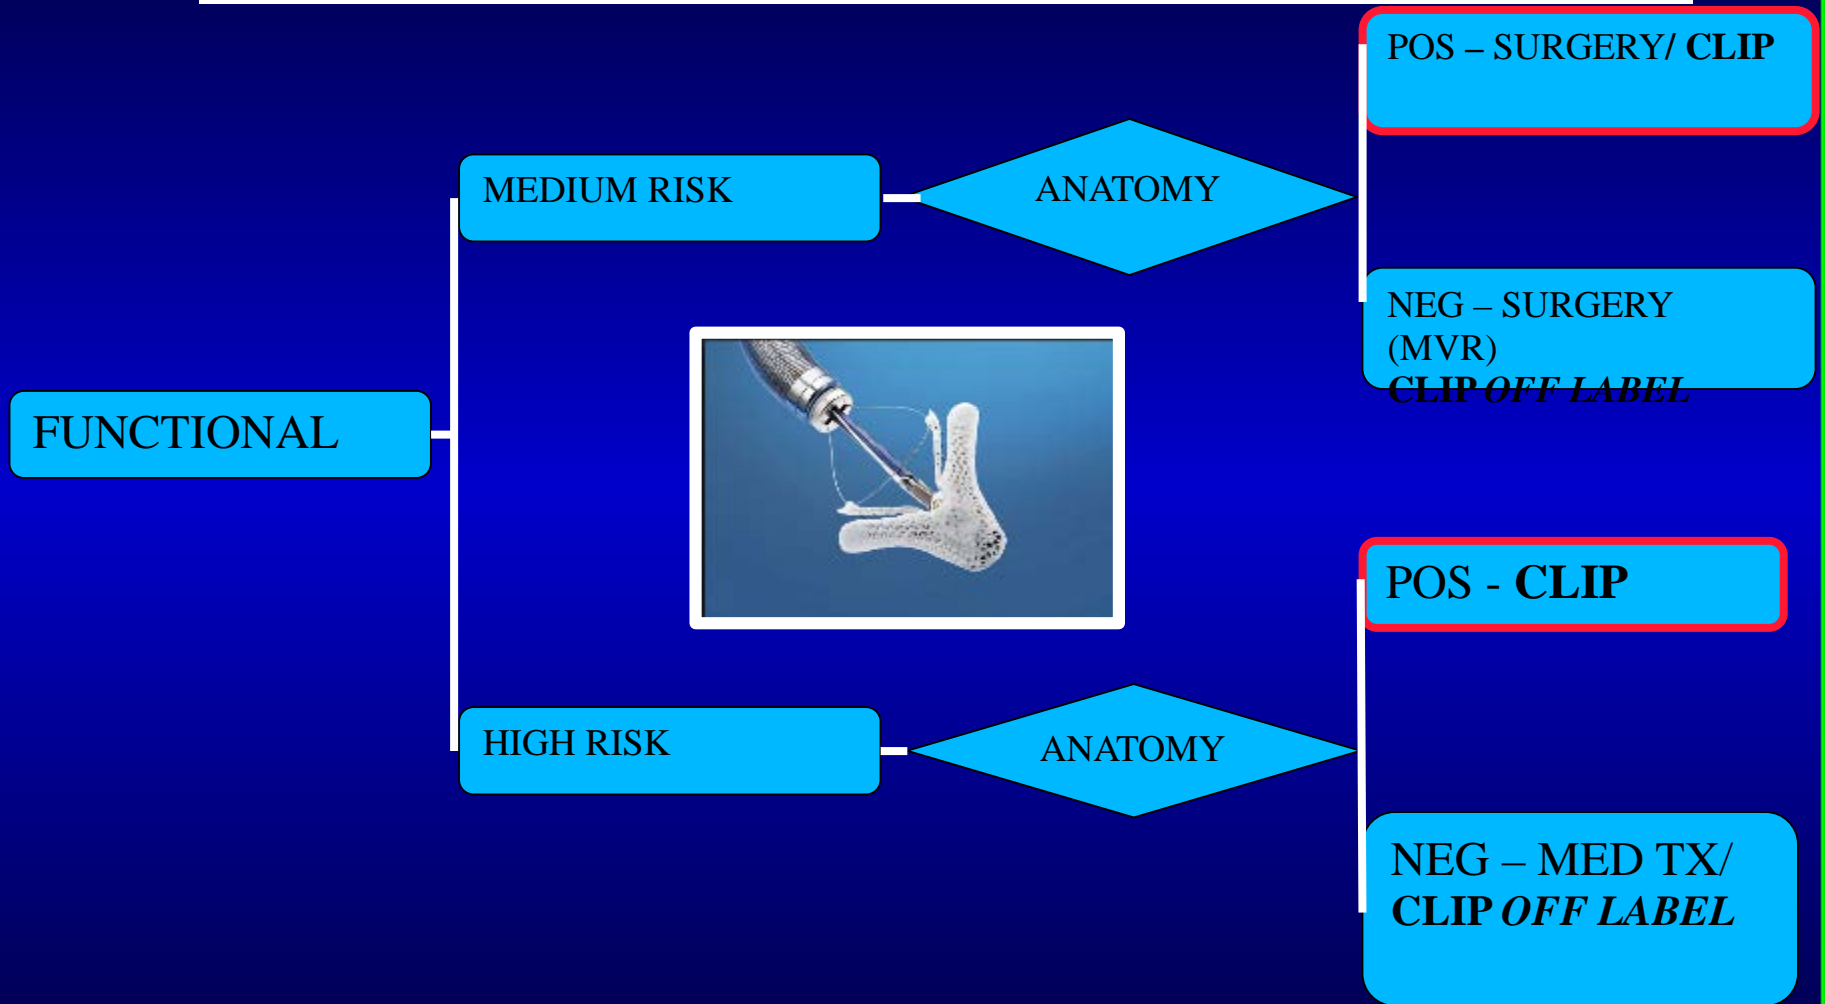 POS – SURGERY/ CLIP
MEDIUM RISK
ANATOMY
NEG – SURGERY
(MVR)
CLIP OFF LABEL
FUNCTIONAL
POS - CLIP
HIGH RISK
ANATOMY
NEG – MED TX/
CLIP OFF LABEL